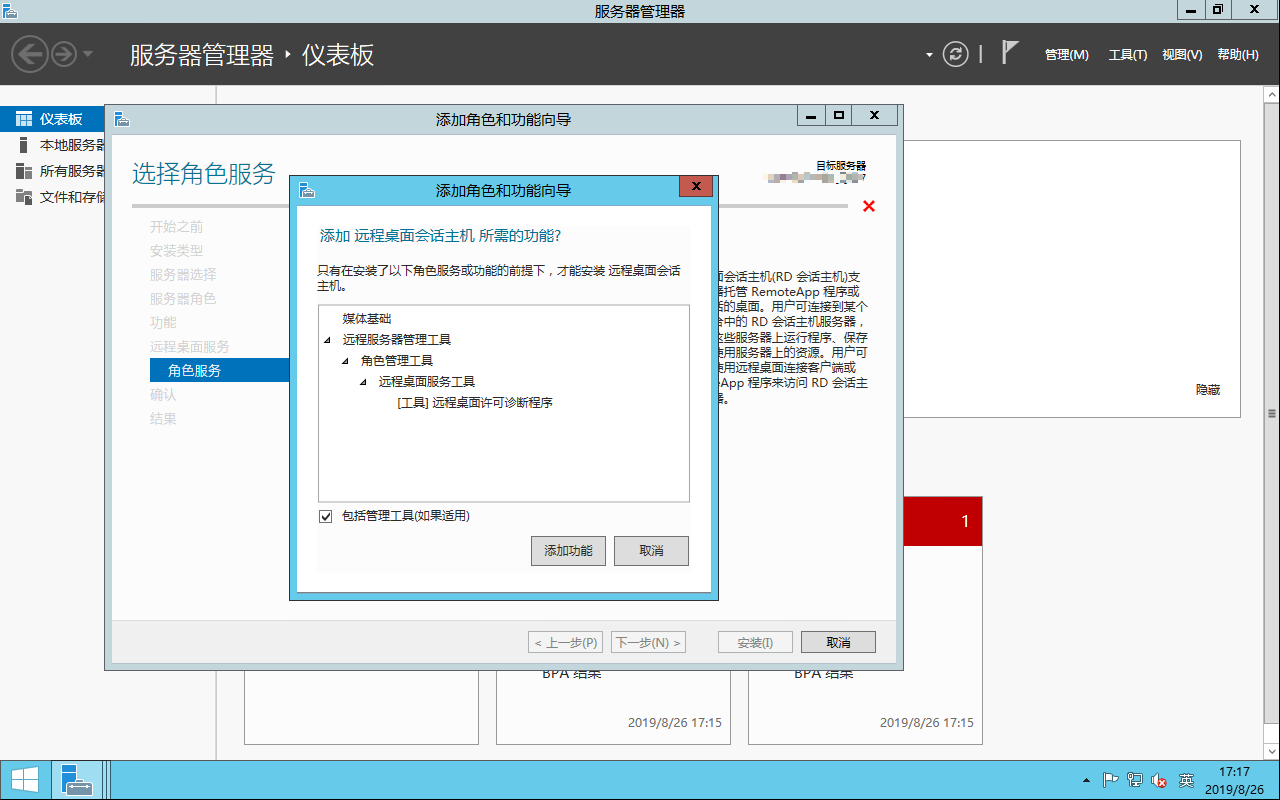 服务器管理器
服务器管理器 · 仪表板
管理(M) 工具(T) 视图(V) 帮助(H)
仪表板
本地服务器
所有服务器
文件和存储
添加角色和功能向导
选择角色服务
目标服务器
开始之前
安装类型
服务器选择
服务器角色
功能
远程桌面服务
角色服务
确认
结果
添加角色和功能向导
添加 远程桌面会话主机 所需的功能?
只有在安装了以下角色服务或功能的前提下，才能安装 远程桌面会话
主机。
媒体基础
远程服务器管理工具
角色管理工具
远程桌面服务工具
[工具] 远程桌面许可诊断程序
包括管理工具(如果适用)
添加功能 取消
会话主机(RD 会话主机)支
托管 RemoteApp 程序或
的桌面。用户可连接到某个
中的 RD 会话主机服务器，
这些服务器上运行程序、保存
使用服务器上的资源。用户可
使用远程桌面连接客户端或
App 程序来访问 RD 会话主
。
隐藏
1
< 上一步(P) 下一步(N) > 安装(I) 取消
BPA 结果
BPA 结果
2019/8/26 17:15
2019/8/26 17:15
英
17:17
2019/8/26